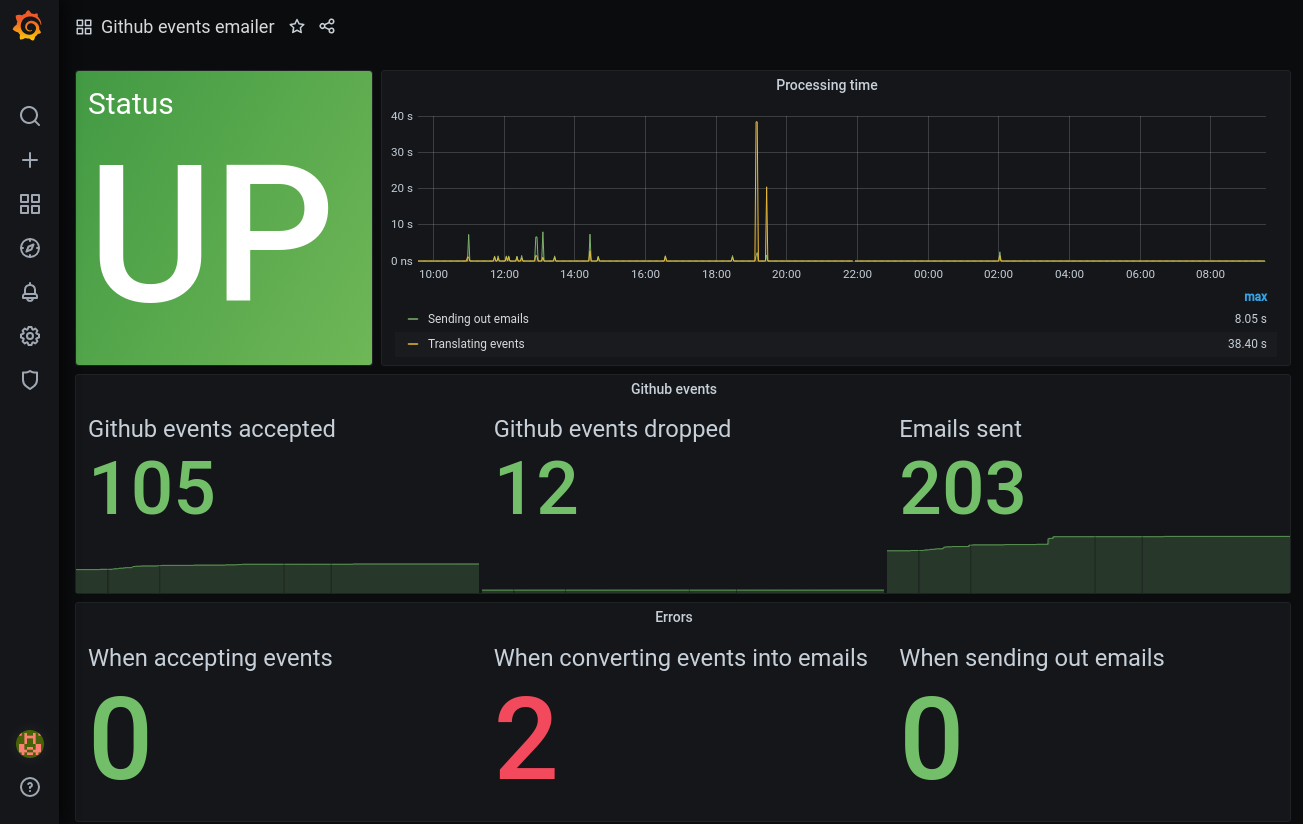 Github events emailer
Status
UP
Processing time
40 s
30 s
20 s
10 s
0 ns
10:00 12:00 14:00 16:00 18:00 20:00 22:00 00:00 02:00 04:00 06:00 08:00
max
Sending out emails 8.05 s
Translating events 38.40 s
Github events
Github events accepted
105
Github events dropped
12
Emails sent
203
Errors
When accepting events
0
When converting events into emails
2
When sending out emails
0